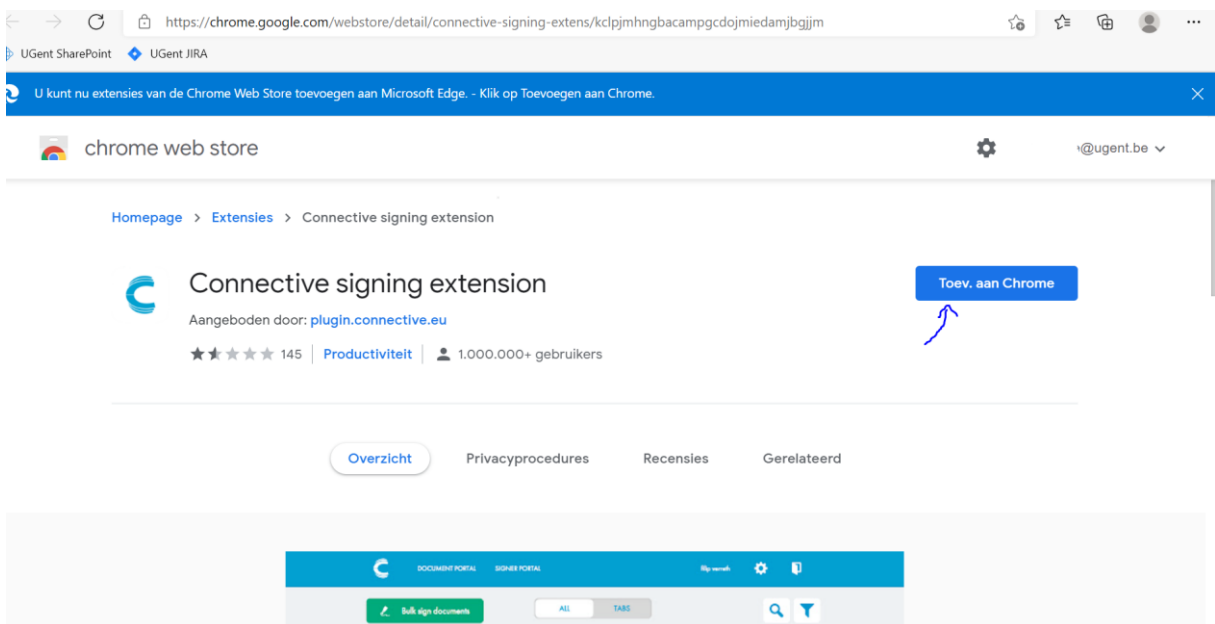 https://chrome.google.com/webstore/detail/connective-signing-extens/kclpjmhngbacampgcdojmiedamjbgjjm
UGent SharePoint UGent JIRA
U kunt nu extensies van de Chrome Web Store toevoegen aan Microsoft Edge. - Klik op Toevoegen aan Chrome.
chrome web store @ugent.be
Homepage > Extensies > Connective signing extension
Connective signing extension
Toev. aan Chrome
Aangeboden door: plugin.connective.eu
145 Productiviteit 1.000.000+ gebruikers
Overzicht Privacyprocedures Recensies Gerelateerd
DOCUMENT PORTAL SIGNER PORTAL
Bulk sign documents ALL TABS